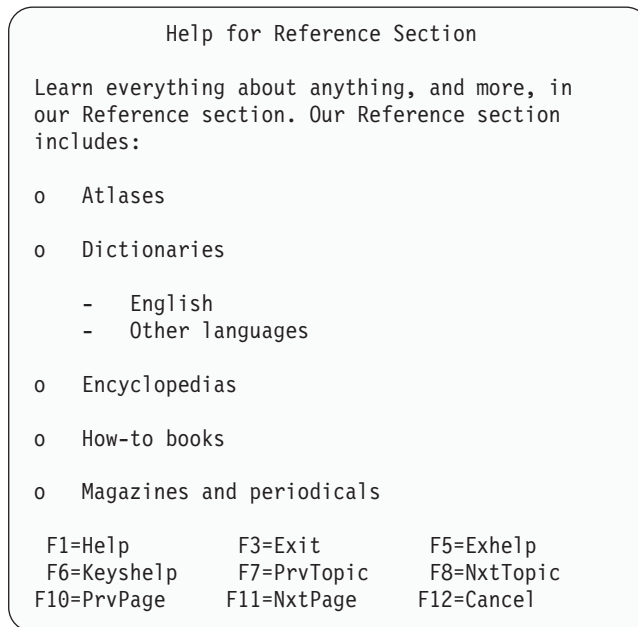 Help for Reference Section
Learn everything about anything, and more, in
our Reference section. Our Reference section
includes:
o Atlases
o Dictionaries
- English
- Other languages
o Encyclopedias
o How-to books
o Magazines and periodicals
F1=Help F3=Exit F5=Exhelp
F6=Keyshelp F7=PrvTopic F8=NxtTopic
F10=PrvPage F11=NxtPage F12=Cancel